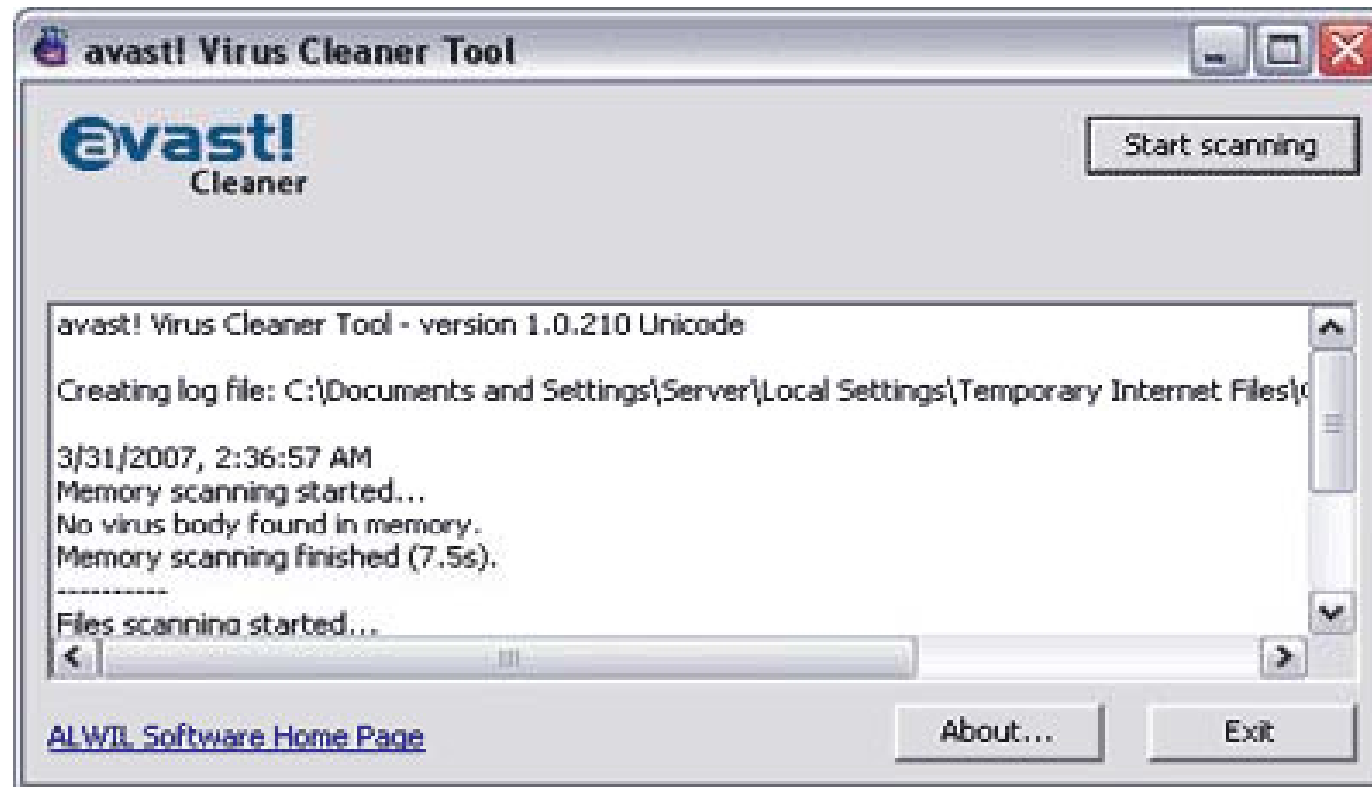 avast! Virus Cleaner Tool
avast!
Cleaner
Start scanning
avast! Virus Cleaner Tool - version 1.0.210 Unicode
Creating log file: C:\Documents and Settings\Server\Local Settings\Temporary Internet Files\
3/31/2007, 2:36:57 AM
Memory scanning started...
No virus body found in memory.
Memory scanning finished (7.5s).
----------
Files scanning started...
ALWIL Software Home Page
About...
Exit